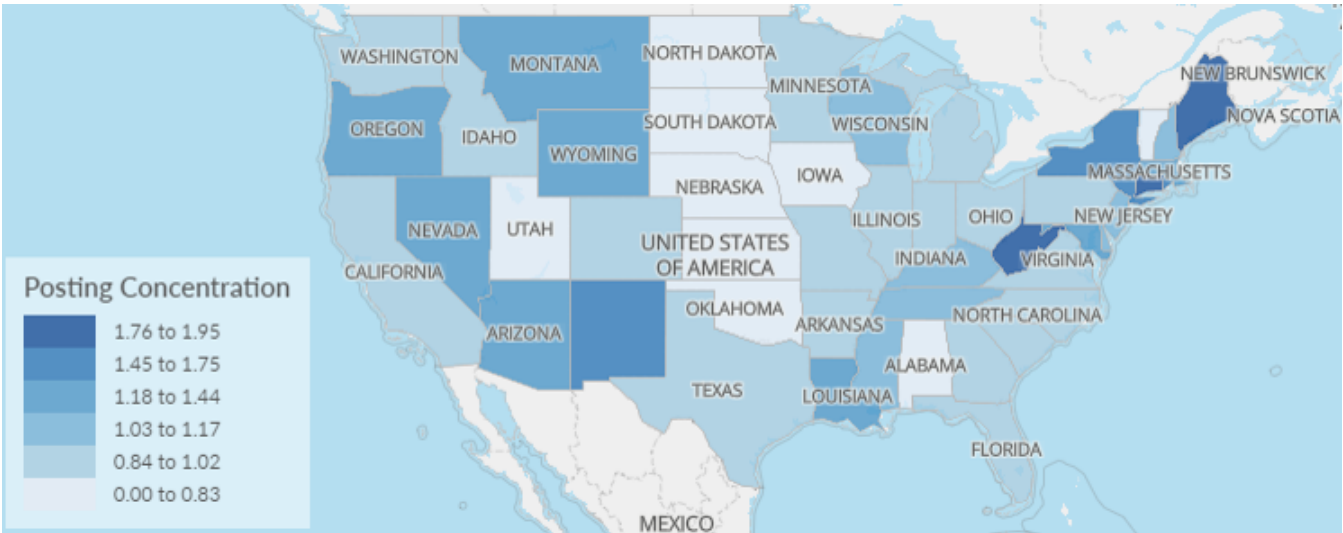 WASHINGTON
MONTANA
NORTH DAKOTA
MINNESOTA
NEW BRUNSWICK
NOVA SCOTIA
OREGON
IDAHO
SOUTH DAKOTA
WISCONSIN
WYOMING
MASSACHUSETTS
NEBRASKA
IOWA
NEVADA
UTAH
ILLINOIS
OHIO
NEW JERSEY
UNITED STATES
OF AMERICA
INDIANA
VIRGINIA
CALIFORNIA
OKLAHOMA
ARKANSAS
NORTH CAROLINA
ARIZONA
ALABAMA
TEXAS
LOUISIANA
FLORIDA
MEXICO
Posting Concentration
1.76 to 1.95
1.45 to 1.75
1.18 to 1.44
1.03 to 1.17
0.84 to 1.02
0.00 to 0.83